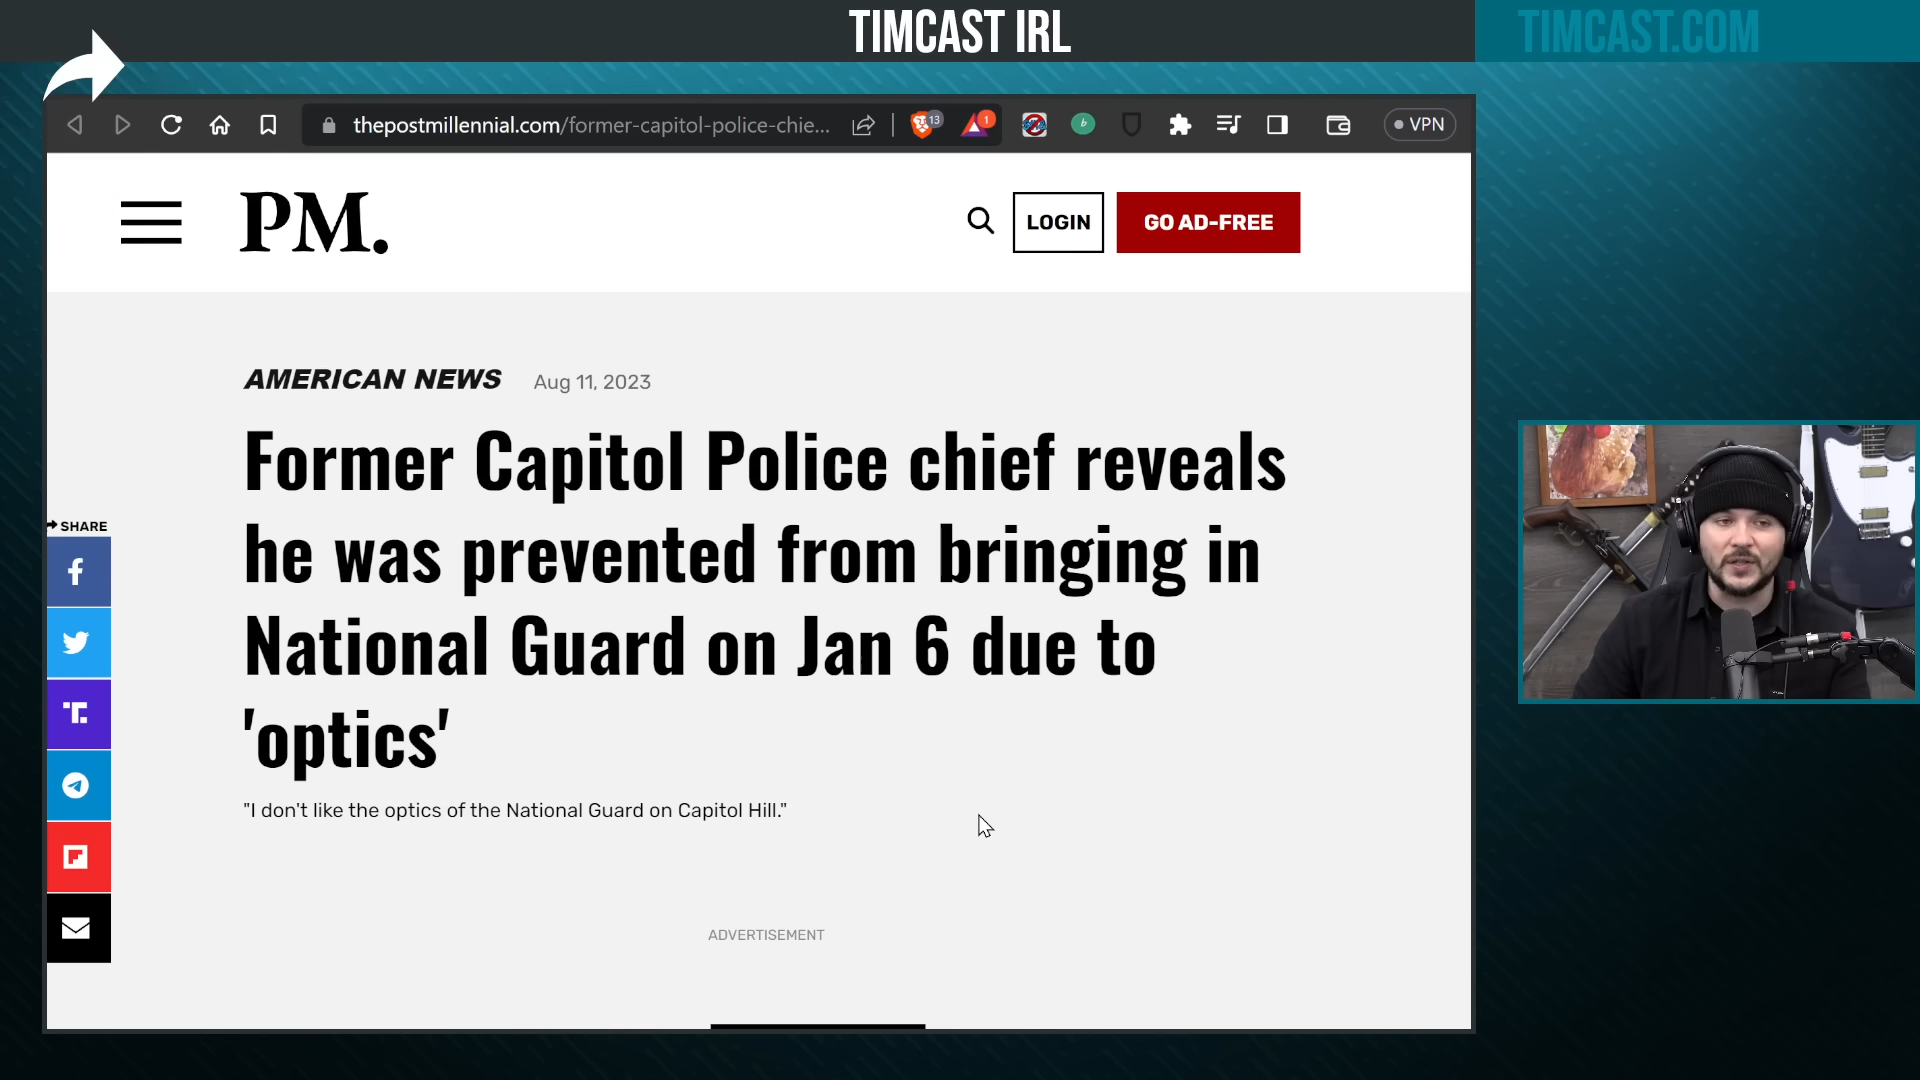 TIMCAST IRL
TIMCAST.COM
thepostmillennial.com/former-capitol-police-chie...
13
1
b
VPN
PM.
LOGIN
GO AD-FREE
AMERICAN NEWS
Aug 11, 2023
Former Capitol Police chief reveals
he was prevented from bringing in
National Guard on Jan 6 due to
'optics'
"I don't like the optics of the National Guard on Capitol Hill."
SHARE
ADVERTISEMENT